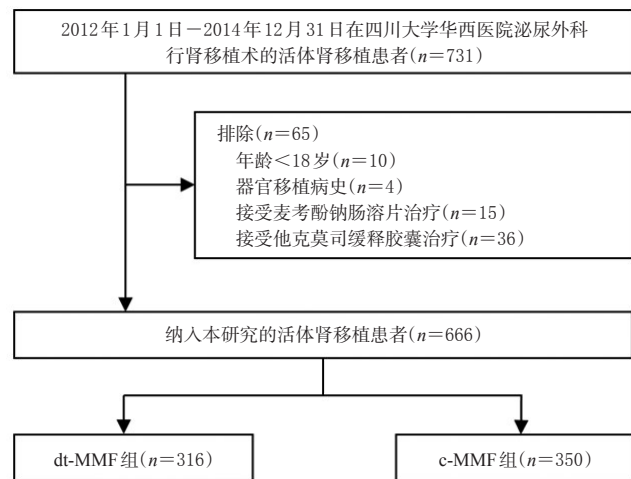 2012年1月1日－2014年12月31日在四川大学华西医院泌尿外科
行肾移植术的活体肾移植患者(n=731)
排除(n=65)
年龄＜18岁(n=10)
器官移植病史(n=4)
接受麦考酚钠肠溶片治疗(n=15)
接受他克莫司缓释胶囊治疗(n=36)
纳入本研究的活体肾移植患者(n=666)
dt-MMF组(n=316)
c-MMF组(n=350)